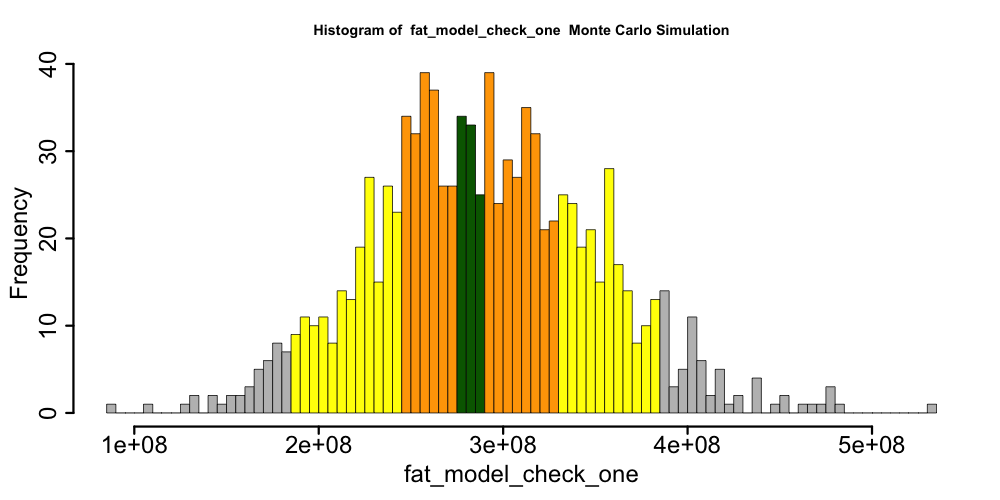 Histogram of fat_model_check_one Monte Carlo Simulation
Frequency
40
30
20
10
0
1e+08 2e+08 3e+08 4e+08 5e+08
fat_model_check_one